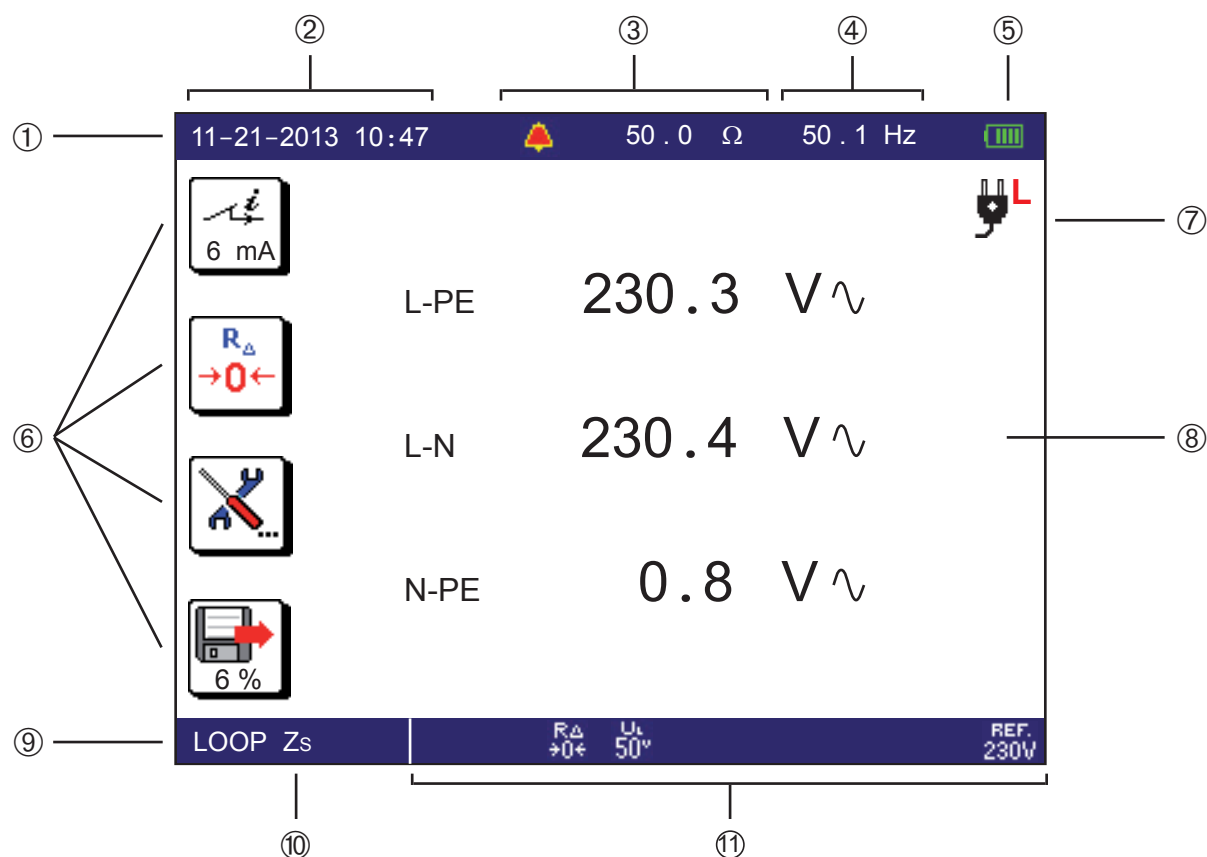 ② ③ ④ ⑤
① 11-21-2013 10:47 50.0 Ω 50.1 Hz
i
6 mA
L ⑦
L-PE 230.3 V
RΔ
→0←
⑥ L-N 230.4 V ⑧
...
N-PE 0.8 V
6 %
⑨ LOOP Zs RΔ →0← UL 50V REF. 230V
⑩ ⑪